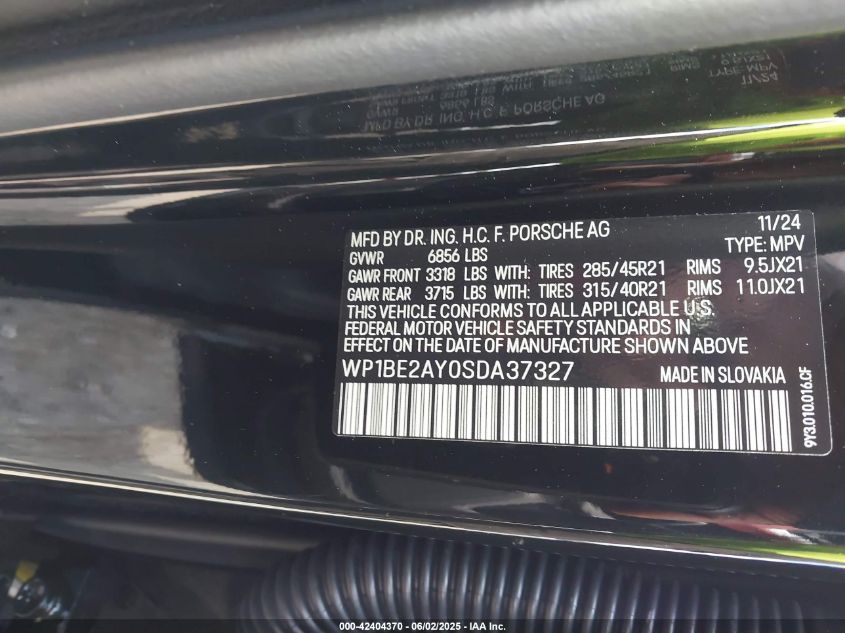 MFD BY DR. ING. H.C. F. PORSCHE AG 11/24
GVWR 6856 LBS TYPE: MPV
GAWR FRONT 3318 LBS WITH: TIRES 285/45R21 RIMS 9.5JX21
GAWR REAR 3715 LBS WITH: TIRES 315/40R21 RIMS 11.0JX21
THIS VEHICLE CONFORMS TO ALL APPLICABLE U.S.
FEDERAL MOTOR VEHICLE SAFETY STANDARDS IN
EFFECT ON THE DATE OF MANUFACTURE SHOWN ABOVE.
WP1BE2AY0SDA37327 MADE IN SLOVAKIA
9Y3.010.016.CF
000-42404370 - 06/02/2025 - IAA Inc.